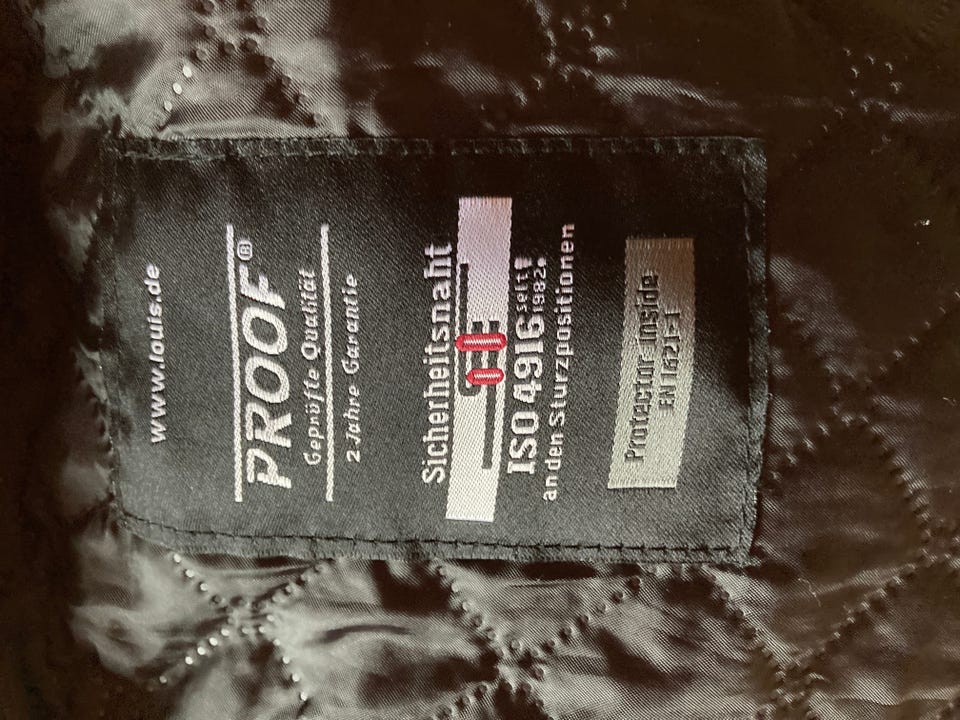 www.louis.de
PROOF®
Geprüfte Qualität
2 Jahre Garantie
Sicherheitsnaht
ISO 4916 seit 1982
an den Sturzpositionen
Protector inside
EN 1621-1